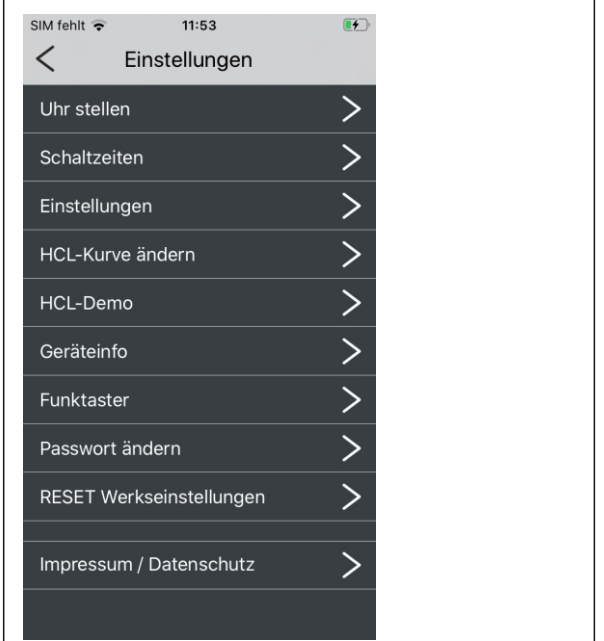 SIM fehlt 11:53
Einstellungen
Uhr stellen
Schaltzeiten
Einstellungen
HCL-Kurve ändern
HCL-Demo
Geräteinfo
Funktaster
Passwort ändern
RESET Werkseinstellungen
Impressum / Datenschutz